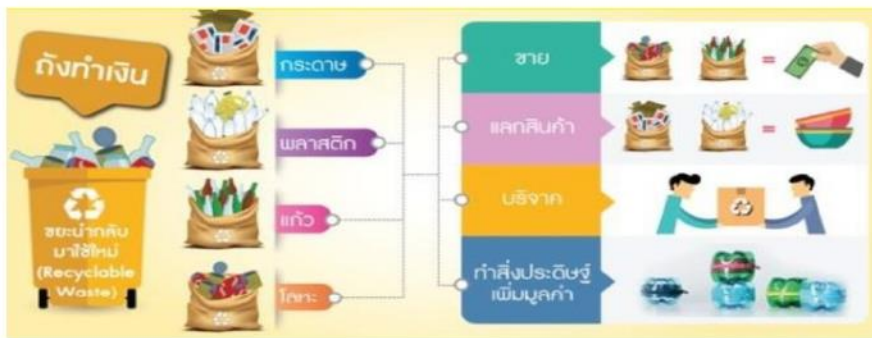 ถังทำเงิน
ขยะนำกลับ
มาใช้ใหม่
(Recyclable
Waste)
กระดาษ
พลาสติก
แก้ว
โลหะ
ขาย
แลกสินค้า
บริจาค
ทำสิ่งประดิษฐ์
เพิ่มมูลค่า